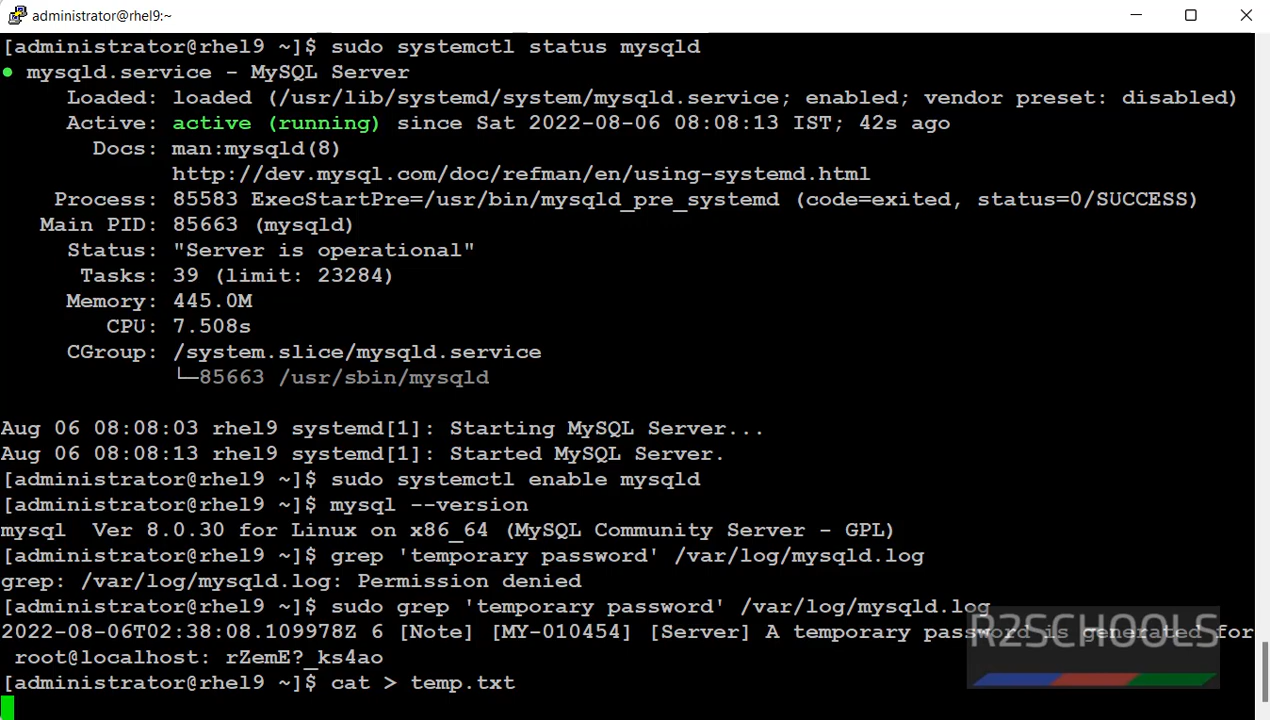 administrator@rhel9:~
[administrator@rhel9 ~]$ sudo systemctl status mysqld
● mysqld.service - MySQL Server
Loaded: loaded (/usr/lib/systemd/system/mysqld.service; enabled; vendor preset: disabled)
Active: active (running) since Sat 2022-08-06 08:08:13 IST; 42s ago
Docs: man:mysqld(8)
http://dev.mysql.com/doc/refman/en/using-systemd.html
Process: 85583 ExecStartPre=/usr/bin/mysqld_pre_systemd (code=exited, status=0/SUCCESS)
Main PID: 85663 (mysqld)
Status: "Server is operational"
Tasks: 39 (limit: 23284)
Memory: 445.0M
CPU: 7.508s
CGroup: /system.slice/mysqld.service
└─85663 /usr/sbin/mysqld
Aug 06 08:08:03 rhel9 systemd[1]: Starting MySQL Server...
Aug 06 08:08:13 rhel9 systemd[1]: Started MySQL Server.
[administrator@rhel9 ~]$ sudo systemctl enable mysqld
[administrator@rhel9 ~]$ mysql --version
mysql  Ver 8.0.30 for Linux on x86_64 (MySQL Community Server - GPL)
[administrator@rhel9 ~]$ grep 'temporary password' /var/log/mysqld.log
grep: /var/log/mysqld.log: Permission denied
[administrator@rhel9 ~]$ sudo grep 'temporary password' /var/log/mysqld.log
2022-08-06T02:38:08.109978Z 6 [Note] [MY-010454] [Server] A temporary password is generated for
root@localhost: rZemE?_ks4ao
[administrator@rhel9 ~]$ cat > temp.txt
R2SCHOOLS